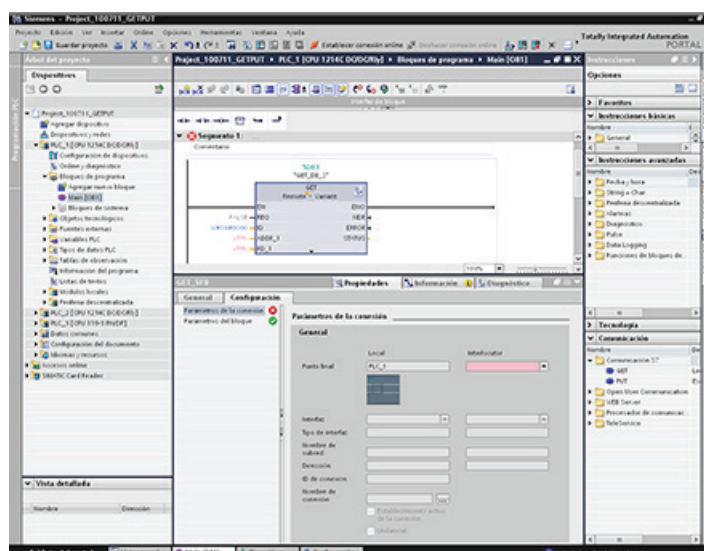 Siemens - Project_100711_GETPUT
Proyecto Edición Ver Insertar Online Opciones Herramientas Ventana Ayuda
Guardar proyecto
Establecer conexión online
Totally Integrated Automation
PORTAL
Árbol del proyecto
Dispositivos
Project_100711_GETPUT
Agregar dispositivo
Dispositivos y redes
PLC_1 [CPU 1214C DC/DC/Rly]
Configuración de dispositivos
Online y diagnóstico
Bloques de programa
Agregar nuevo bloque
Main [OB1]
Bloques de sistema
Objetos tecnológicos
Fuentes externas
Variables PLC
Tipos de datos PLC
Tablas de observación
Información del programa
Listas de textos
Módulos locales
Periferia descentralizada
PLC_2 [CPU 1214C DC/DC/Rly]
PLC_3 [CPU 319-3 PN/DP]
Datos comunes
Configuración del documento
Idiomas y recursos
Accesos online
SIMATIC Card Reader
Vista detallada
Nombre Dirección
Project_100711_GETPUT PLC_1 [CPU 1214C DC/DC/Rly] Bloques de programa Main [OB1]
Interfaz de bloque
Segmento 1:
Comentario
"GET_DB_1"
GET
Remote - Variant
EN ENO
REQ NDR
ID ERROR
ADDR_1 STATUS
RD_1
GET_SFB
Propiedades Información Diagnóstico
General Configuración
Parámetros de la conexión
Parámetros del bloque
Parámetros de la conexión
General
Local Interlocutor
Punto final PLC_1
Interfaz
Tipo de interfaz
Nombre de subred
Dirección
ID de conexión
Nombre de conexión
Establecimiento activo de la conexión
Unilateral
Instrucciones
Opciones
Favoritos
Instrucciones básicas
Nombre
General
Instrucciones avanzadas
Nombre
Fecha y hora
String + Char
Periferia descentralizada
Alarmas
Diagnóstico
Pulse
Data Logging
Funciones de bloques de
Tecnología
Comunicación
Nombre
Comunicación S7
GET
PUT
Open User Communication
WEB Server
Procesador de comunicac
TeleService